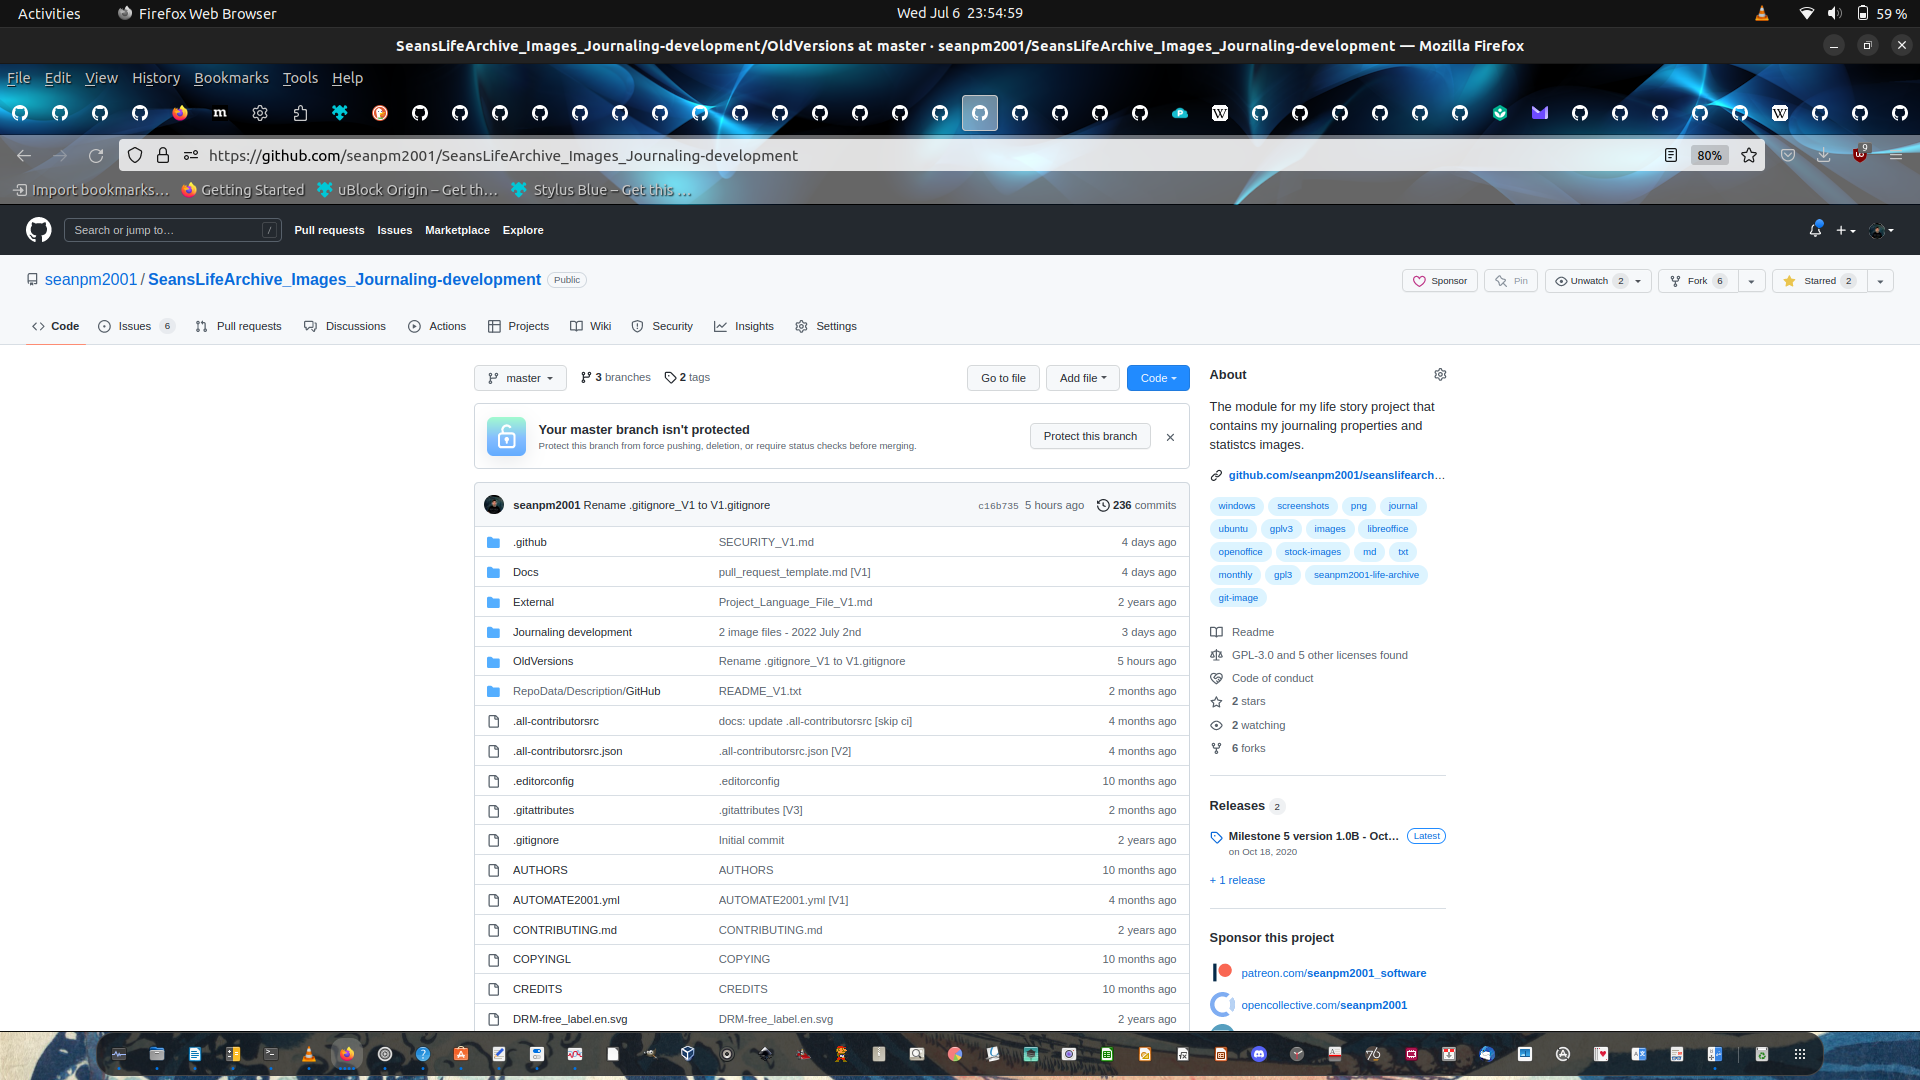 Activities Firefox Web Browser Wed Jul 6 23:54:59 59 %
SeansLifeArchive_Images_Journaling-development/OldVersions at master · seanpm2001/SeansLifeArchive_Images_Journaling-development — Mozilla Firefox
File Edit View History Bookmarks Tools Help
https://github.com/seanpm2001/SeansLifeArchive_Images_Journaling-development 80% 9
Import bookmarks… Getting Started uBlock Origin – Get th… Stylus Blue – Get this …
Search or jump to… / Pull requests Issues Marketplace Explore
seanpm2001 / SeansLifeArchive_Images_Journaling-development Public Sponsor Pin Unwatch 2 Fork 6 Starred 2
Code Issues 6 Pull requests Discussions Actions Projects Wiki Security Insights Settings
master 3 branches 2 tags Go to file Add file Code
Your master branch isn't protected
Protect this branch from force pushing, deletion, or require status checks before merging.
Protect this branch
seanpm2001 Rename .gitignore_V1 to V1.gitignore c16b735 5 hours ago 236 commits
.github SECURITY_V1.md 4 days ago
Docs pull_request_template.md [V1] 4 days ago
External Project_Language_File_V1.md 2 years ago
Journaling development 2 image files - 2022 July 2nd 3 days ago
OldVersions Rename .gitignore_V1 to V1.gitignore 5 hours ago
RepoData/Description/GitHub README_V1.txt 2 months ago
.all-contributorsrc docs: update .all-contributorsrc [skip ci] 4 months ago
.all-contributorsrc.json .all-contributorsrc.json [V2] 4 months ago
.editorconfig .editorconfig 10 months ago
.gitattributes .gitattributes [V3] 2 months ago
.gitignore Initial commit 2 years ago
AUTHORS AUTHORS 10 months ago
AUTOMATE2001.yml AUTOMATE2001.yml [V1] 4 months ago
CONTRIBUTING.md CONTRIBUTING.md 2 years ago
COPYINGL COPYING 10 months ago
CREDITS CREDITS 10 months ago
DRM-free_label.en.svg DRM-free_label.en.svg 2 years ago
About
The module for my life story project that
contains my journaling properties and
statistcs images.
github.com/seanpm2001/seanslifearch…
windows screenshots png journal
ubuntu gplv3 images libreoffice
openoffice stock-images md txt
monthly gpl3 seanpm2001-life-archive
git-image
Readme
GPL-3.0 and 5 other licenses found
Code of conduct
2 stars
2 watching
6 forks
Releases 2
Milestone 5 version 1.0B - Oct… Latest
on Oct 18, 2020
+ 1 release
Sponsor this project
patreon.com/seanpm2001_software
opencollective.com/seanpm2001